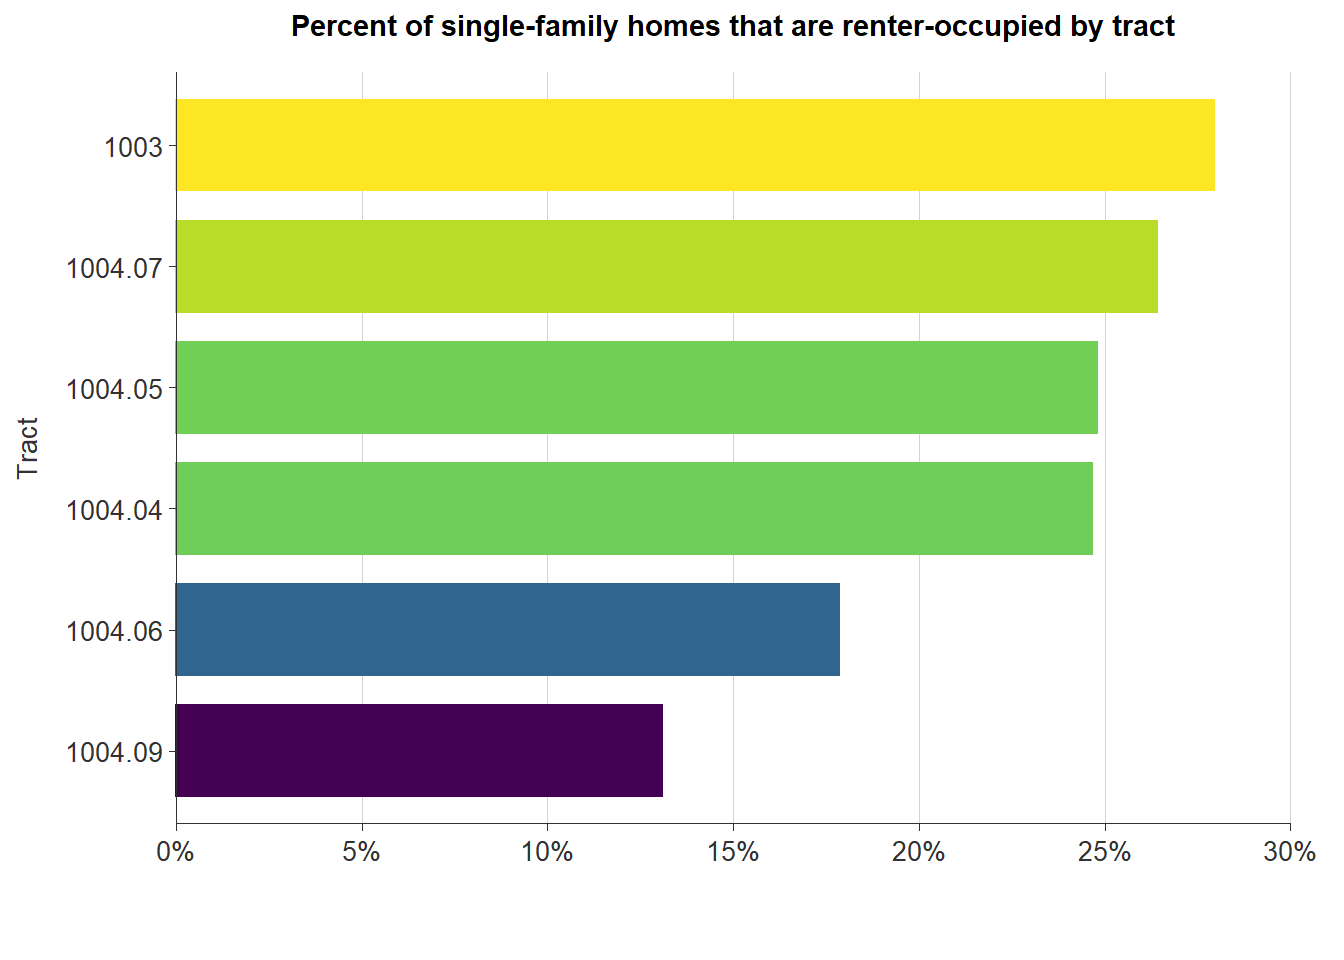 Percent of single-family homes that are renter-occupied by tract
1003
1004.07
1004.05
Tract
1004.04
1004.06
1004.09
0% 5% 10% 15% 20% 25% 30%